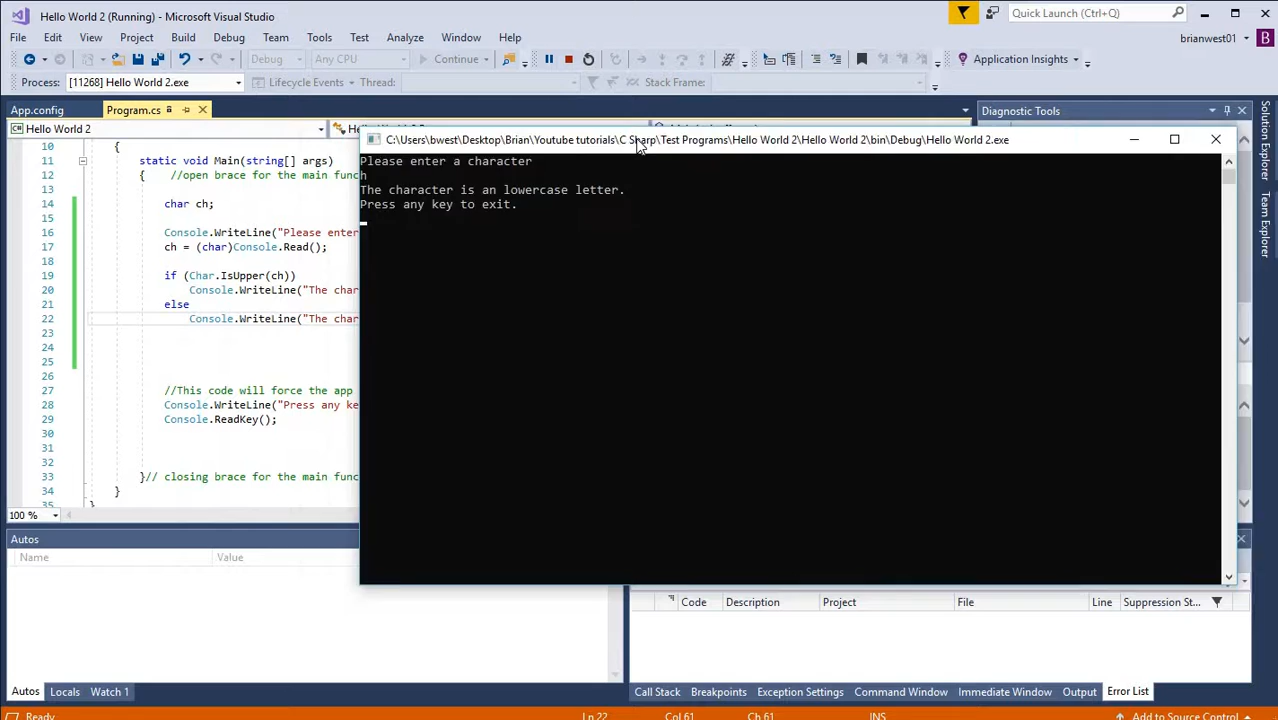 Hello World 2 (Running) - Microsoft Visual Studio
Quick Launch (Ctrl+Q)
File Edit View Project Build Debug Team Tools Test Analyze Window Help
brianwest01 B
Debug Any CPU Continue Application Insights
Process: [11268] Hello World 2.exe Lifecycle Events Thread: Stack Frame:
App.config Program.cs Diagnostic Tools
Hello World 2
C:\Users\bwest\Desktop\Brian\Youtube tutorials\C Sharp\Test Programs\Hello World 2\Hello World 2\bin\Debug\Hello World 2.exe
Please enter a character
h
The character is an lowercase letter.
Press any key to exit.
10 {
11 static void Main(string[] args)
12 { //open brace for the main func
13
14 char ch;
15
16 Console.WriteLine("Please enter
17 ch = (char)Console.Read();
18
19 if (Char.IsUpper(ch))
20 Console.WriteLine("The char
21 else
22 Console.WriteLine("The char
23
24
25
26
27 //This code will force the app
28 Console.WriteLine("Press any ke
29 Console.ReadKey();
30
31
32
33 }// closing brace for the main func
34 }
35 }
100 %
Solution Explorer
Team Explorer
Autos
Name Value
Code Description Project File Line Suppression St...
Autos Locals Watch 1
Call Stack Breakpoints Exception Settings Command Window Immediate Window Output Error List
Ready Ln 22 Col 61 Ch 61 INS Add to Source Control